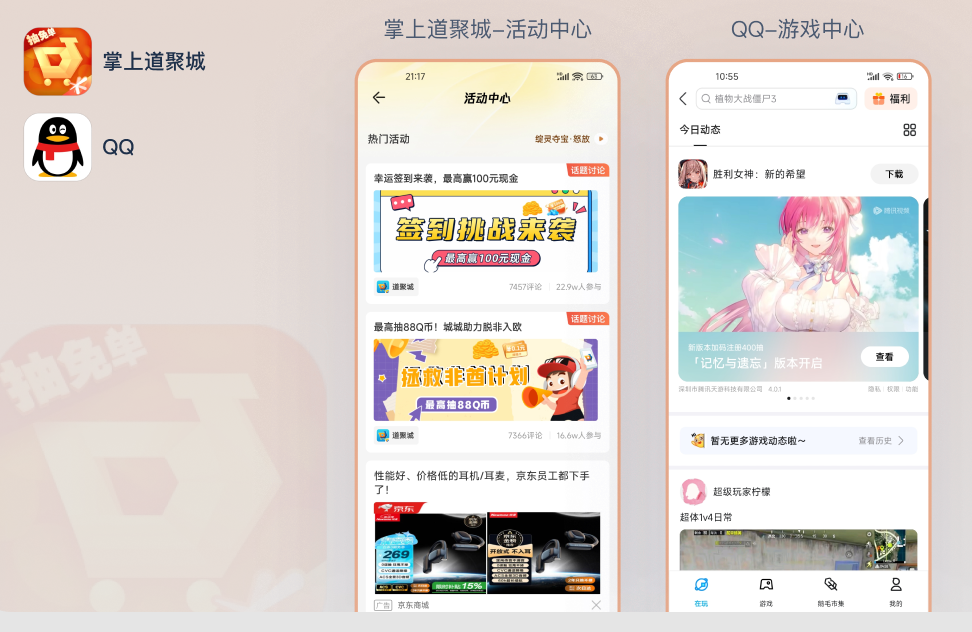 抽免单
掌上道聚城
QQ
掌上道聚城-活动中心
21:17
63
活动中心
热门活动
绽灵夺宝·怒放
话题讨论
幸运签到来袭，最高赢100元现金
签到挑战来袭
最高赢100元现金
道聚城
7457评论
22.9w人参与
话题讨论
最高抽88Q币！城城助力脱非入欧
拯救非酋计划
最高抽88Q币
道聚城
7366评论
16.6w人参与
性能好、价格低的耳机/耳麦，京东员工都下手
了！
京东
269
15%
开放式 不入耳
广告
京东商城
QQ-游戏中心
10:55
16
植物大战僵尸3
福利
今日动态
胜利女神：新的希望
下载
腾讯视频
新版本加码注册400抽
「记忆与遗忘」版本开启
查看
深圳市腾讯天游科技有限公司 4.0.1
隐私·权限·功能
暂无更多游戏动态啦~
查看历史
超级玩家柠檬
超体1v4日常
在玩
游戏
鹅毛市集
我的
抽免单